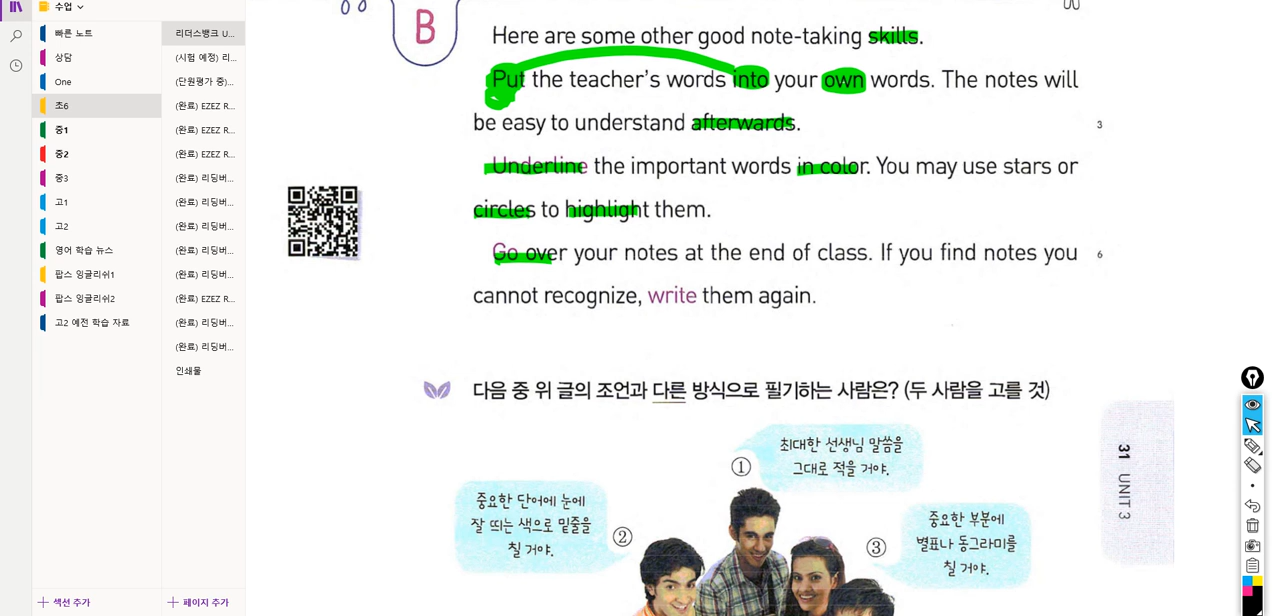 수업
빠른 노트
상담
One
초6
중1
중2
중3
고1
고2
영어 학습 뉴스
팝스 잉글리쉬1
팝스 잉글리쉬2
고2 예전 학습 자료
섹션 추가
리더스뱅크 U...
(시험 예정) 리...
(단원평가 중)...
(완료) EZEZ R...
(완료) EZEZ R...
(완료) EZEZ R...
(완료) 리딩버...
(완료) 리딩버...
(완료) 리딩버...
(완료) 리딩버...
(완료) 리딩버...
(완료) EZEZ R...
(완료) 리딩버...
(완료) 리딩버...
인쇄물
페이지 추가
B
Here are some other good note-taking skills.
Put the teacher's words into your own words. The notes will
be easy to understand afterwards.
3
Underline the important words in color. You may use stars or
circles to highlight them.
Go over your notes at the end of class. If you find notes you
6
cannot recognize, write them again.
다음 중 위 글의 조언과 다른 방식으로 필기하는 사람은? (두 사람을 고를 것)
① 최대한 선생님 말씀을
그대로 적을 거야.
중요한 단어에 눈에
잘 띄는 색으로 밑줄을
칠 거야.
②
③
중요한 부분에
별표나 동그라미를
칠 거야.
31 UNIT 3